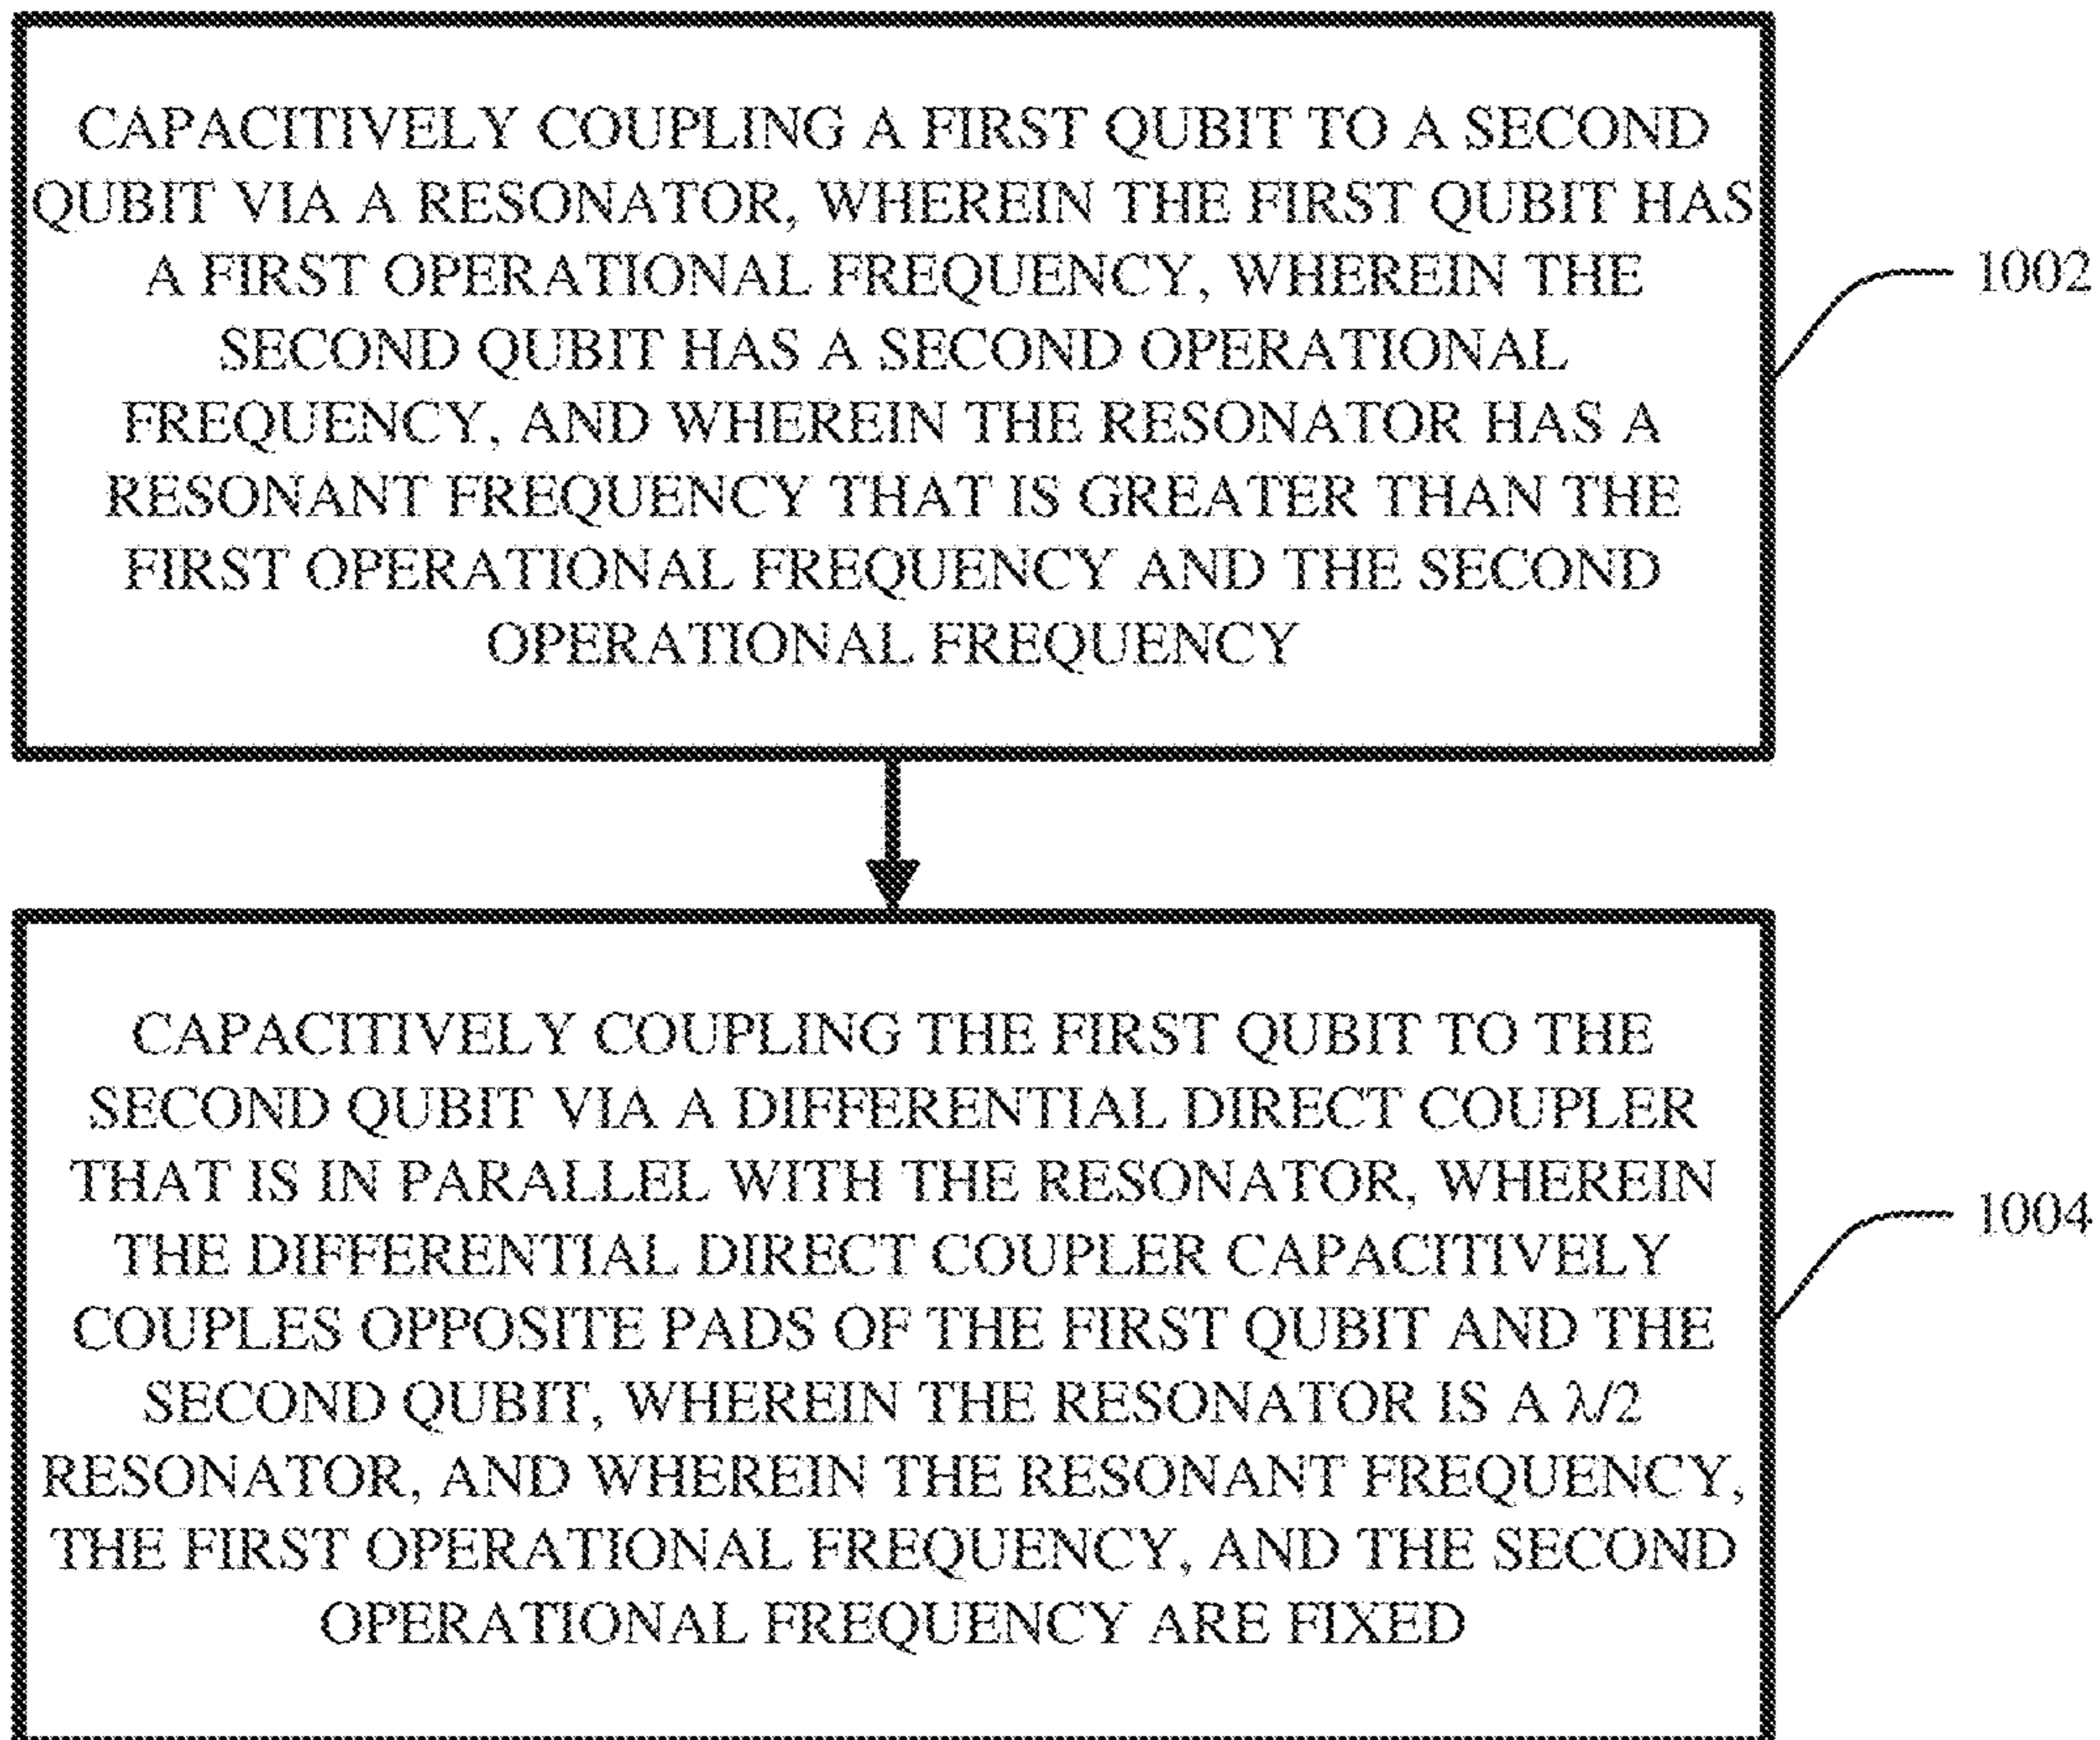 CAPACITIVELY COUPLING A FIRST QUBIT TO A SECOND
QUBIT VIA A RESONATOR, WHEREIN THE FIRST QUBIT HAS
A FIRST OPERATIONAL FREQUENCY, WHEREIN THE
SECOND QUBIT HAS A SECOND OPERATIONAL
FREQUENCY, AND WHEREIN THE RESONATOR HAS A
RESONANT FREQUENCY THAT IS GREATER THAN THE
FIRST OPERATIONAL FREQUENCY AND THE SECOND
OPERATIONAL FREQUENCY
1002
CAPACITIVELY COUPLING THE FIRST QUBIT TO THE
SECOND QUBIT VIA A DIFFERENTIAL DIRECT COUPLER
THAT IS IN PARALLEL WITH THE RESONATOR, WHEREIN
THE DIFFERENTIAL DIRECT COUPLER CAPACITIVELY
COUPLES OPPOSITE PADS OF THE FIRST QUBIT AND THE
SECOND QUBIT, WHEREIN THE RESONATOR IS A λ/2
RESONATOR, AND WHEREIN THE RESONANT FREQUENCY,
THE FIRST OPERATIONAL FREQUENCY, AND THE SECOND
OPERATIONAL FREQUENCY ARE FIXED
1004